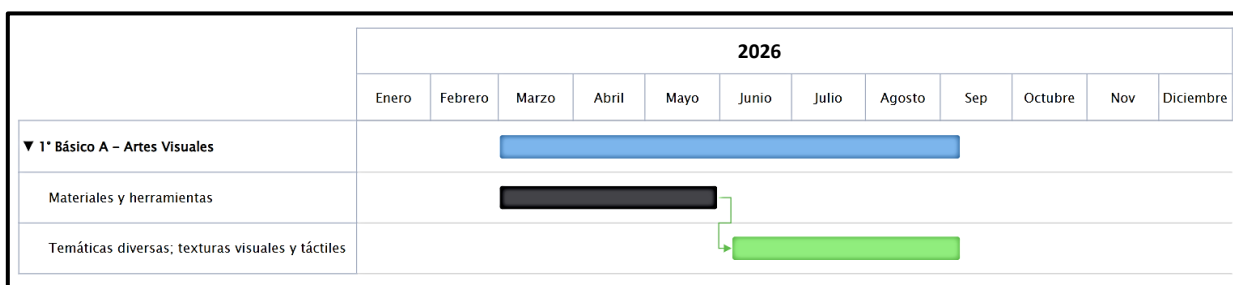 2026
Enero Febrero Marzo Abril Mayo Junio Julio Agosto Sep Octubre Nov Diciembre
▼ 1° Básico A – Artes Visuales
Materiales y herramientas
Temáticas diversas; texturas visuales y táctiles